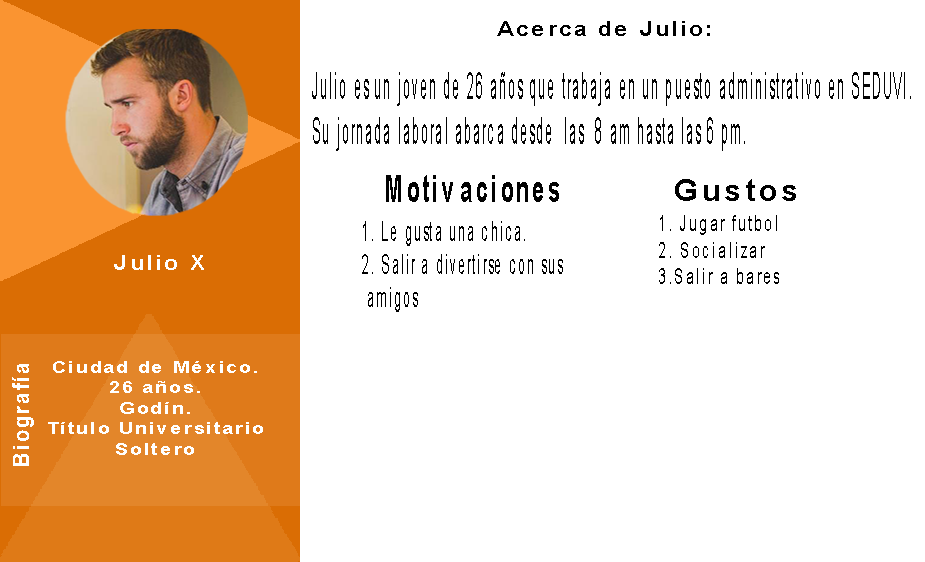 Acerca de Julio:
Julio es un joven de 26 años que trabaja en un puesto administrativo en SEDUVI.
Su jornada laboral abarca desde las 8 am hasta las 6 pm.
Motivaciones
1. Le gusta una chica.
2. Salir a divertirse con sus
amigos
Gustos
1. Jugar futbol
2. Socializar
3.Salir a bares
Julio X
Biografía
Ciudad de México.
26 años.
Godín.
Título Universitario
Soltero